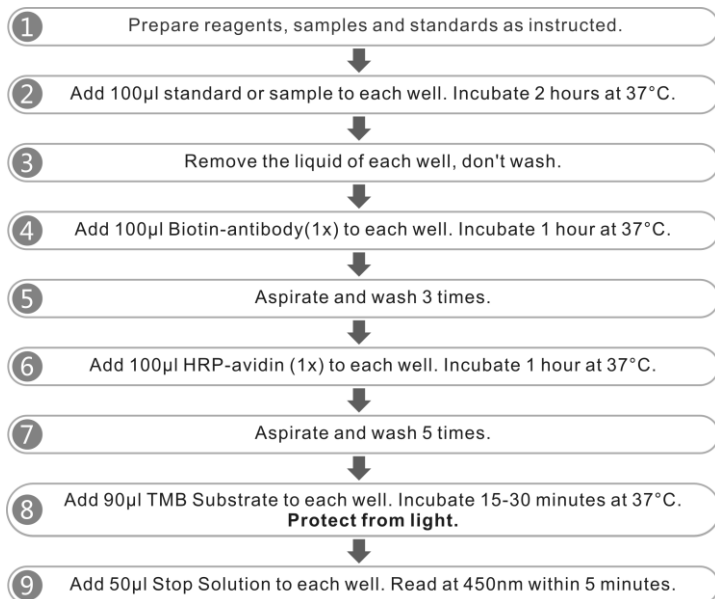 1 Prepare reagents, samples and standards as instructed.
2 Add 100μl standard or sample to each well. Incubate 2 hours at 37°C.
3 Remove the liquid of each well, don't wash.
4 Add 100μl Biotin-antibody(1x) to each well. Incubate 1 hour at 37°C.
5 Aspirate and wash 3 times.
6 Add 100μl HRP-avidin (1x) to each well. Incubate 1 hour at 37°C.
7 Aspirate and wash 5 times.
8 Add 90μl TMB Substrate to each well. Incubate 15-30 minutes at 37°C.
Protect from light.
9 Add 50μl Stop Solution to each well. Read at 450nm within 5 minutes.